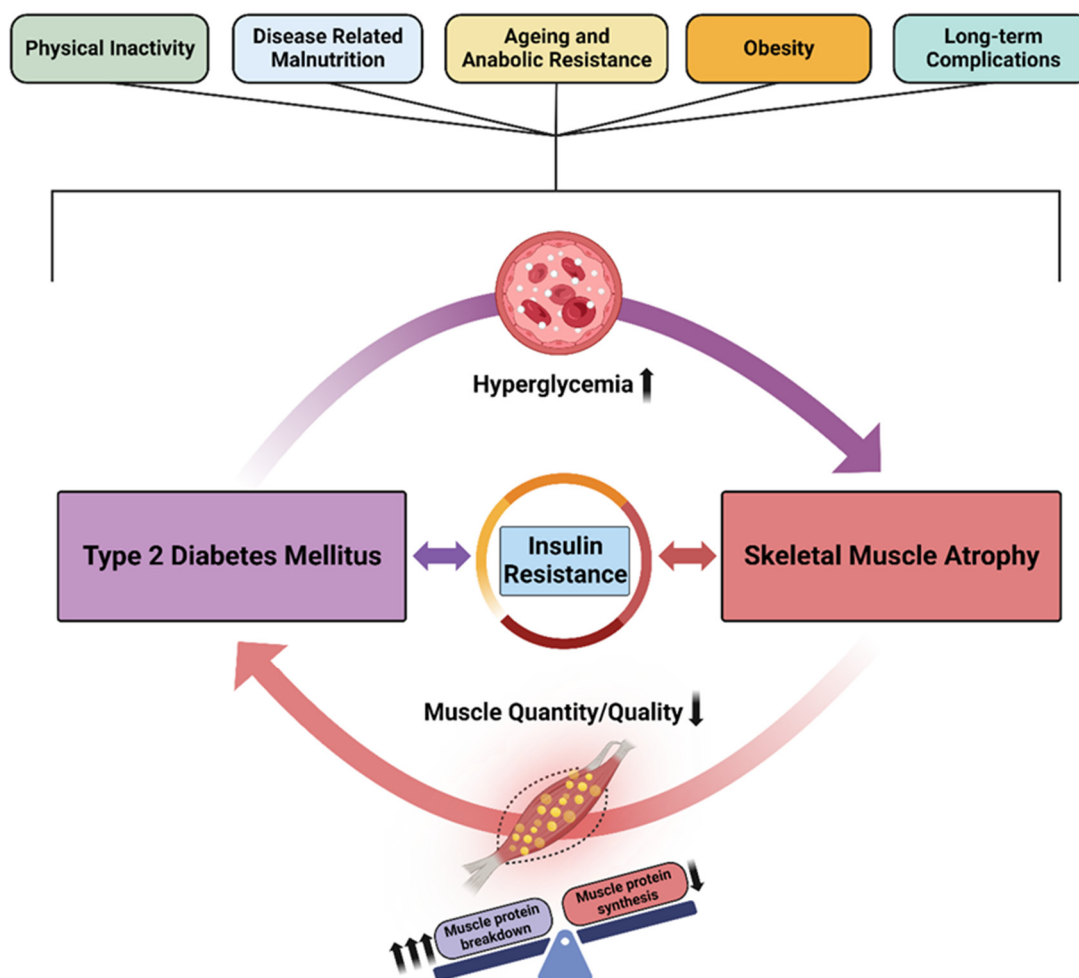 Physical Inactivity
Disease Related
Malnutrition
Ageing and
Anabolic Resistance
Obesity
Long-term
Complications
Hyperglycemia
Type 2 Diabetes Mellitus
Insulin
Resistance
Skeletal Muscle Atrophy
Muscle Quantity/Quality
Muscle protein
breakdown
Muscle protein
synthesis